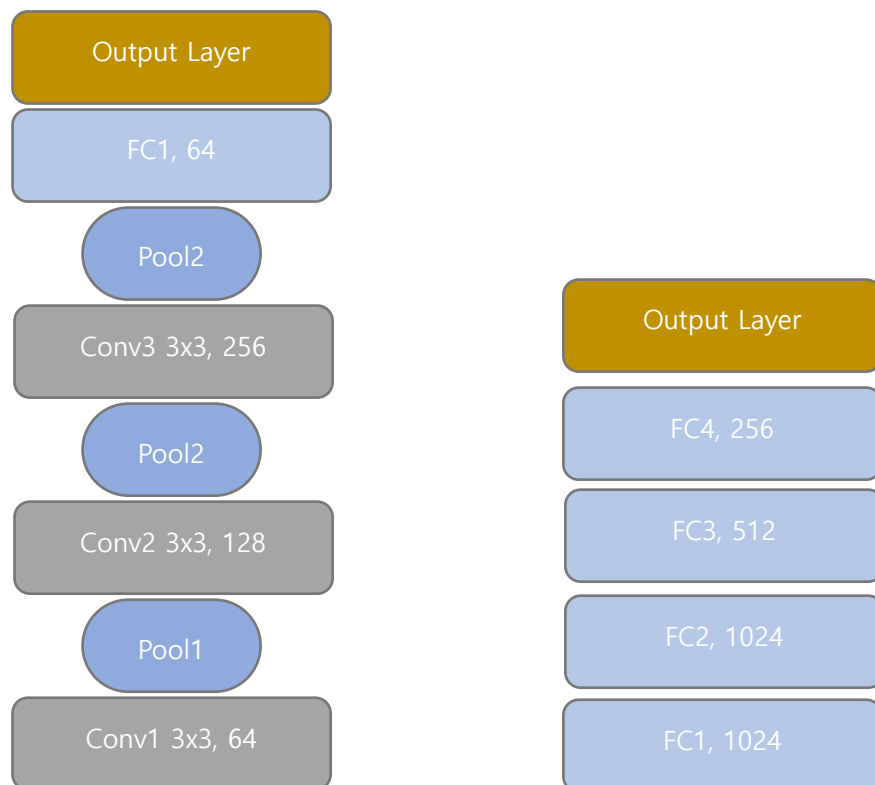 Output Layer
FC1, 64
Pool2
Conv3 3x3, 256
Pool2
Conv2 3x3, 128
Pool1
Conv1 3x3, 64
Output Layer
FC4, 256
FC3, 512
FC2, 1024
FC1, 1024